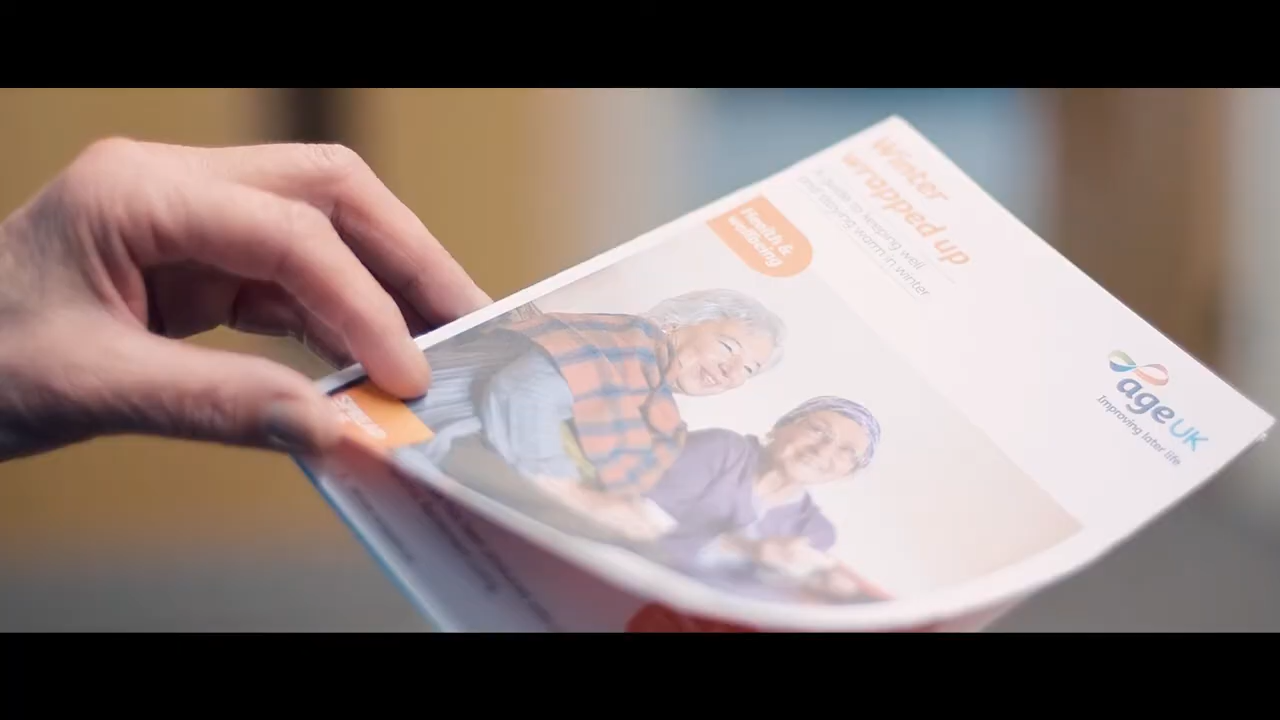 Winter
wrapped up
A guide to keeping well
and staying warm in winter
Health &
wellbeing
age UK
Improving later life